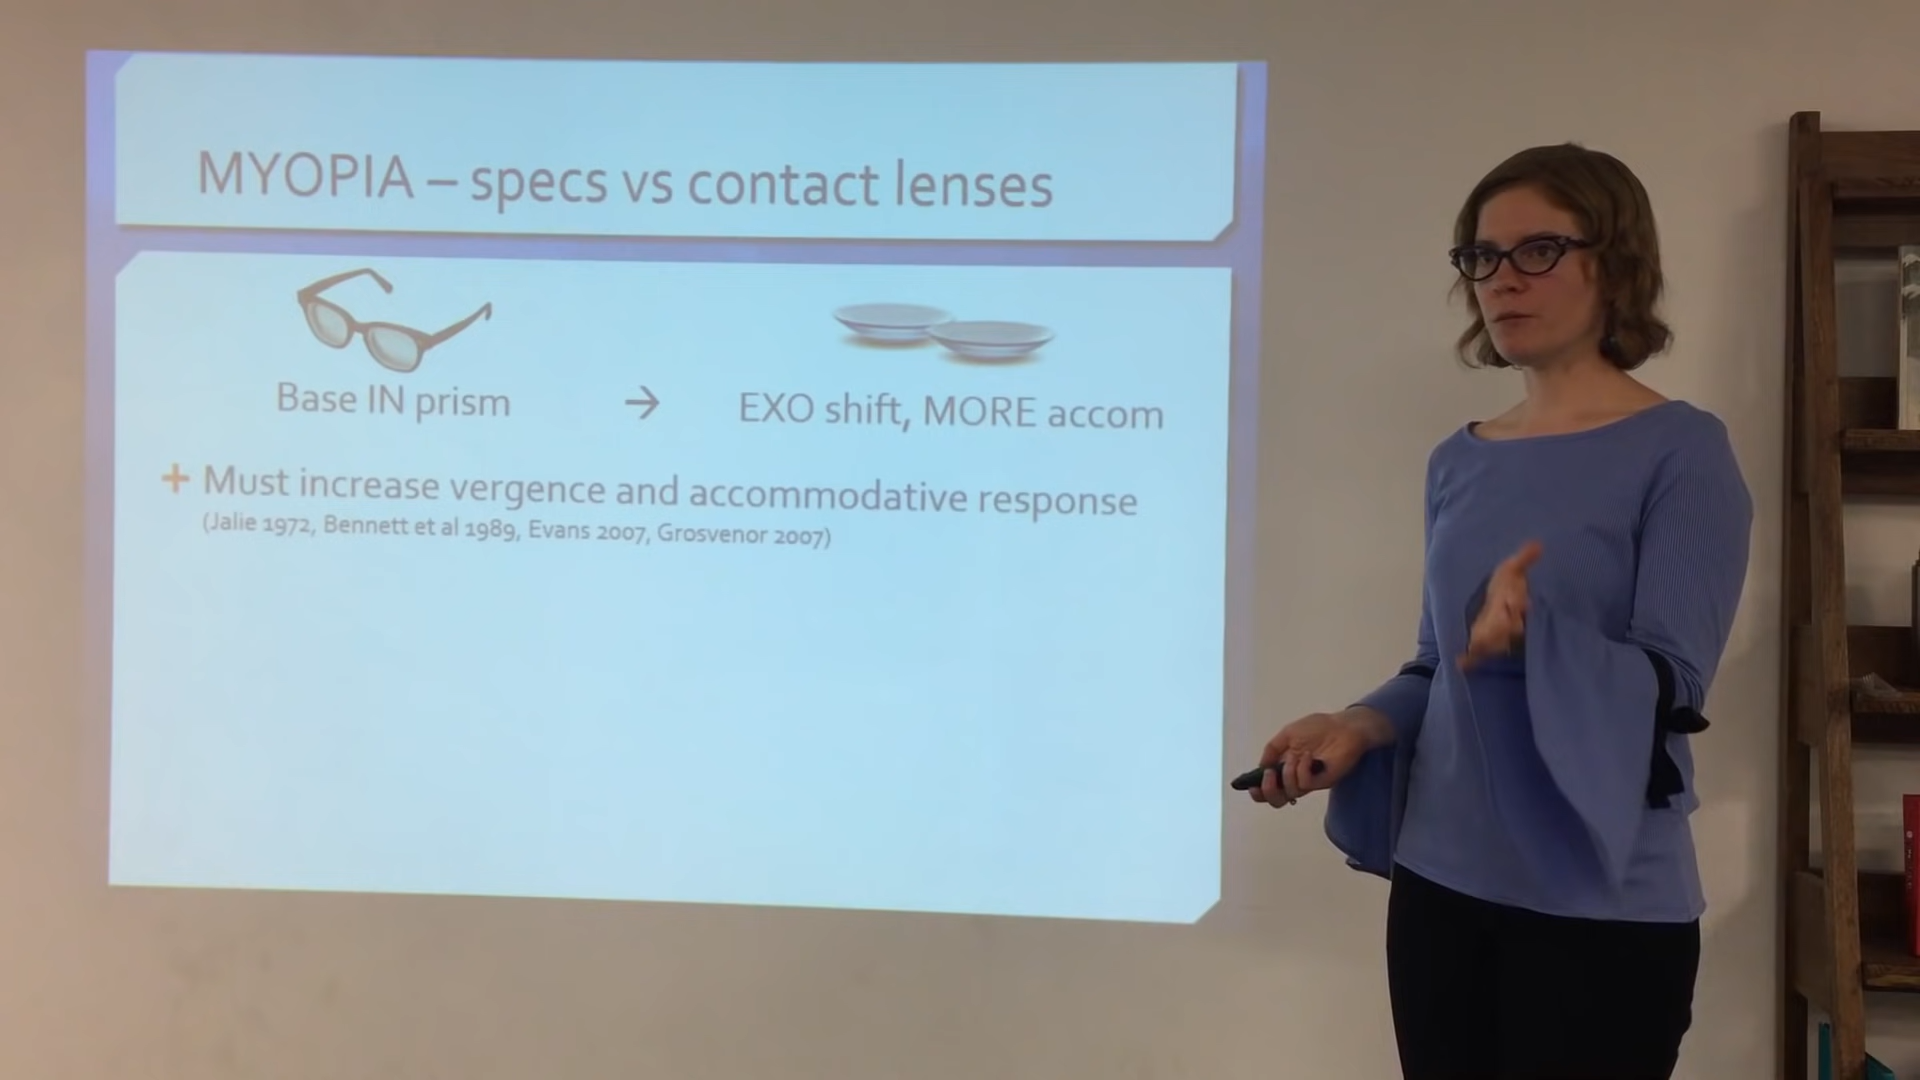 MYOPIA – specs vs contact lenses
Base IN prism → EXO shift, MORE accom
+ Must increase vergence and accommodative response
(Jalie 1972, Bennett et al 1989, Evans 2007, Grosvenor 2007)